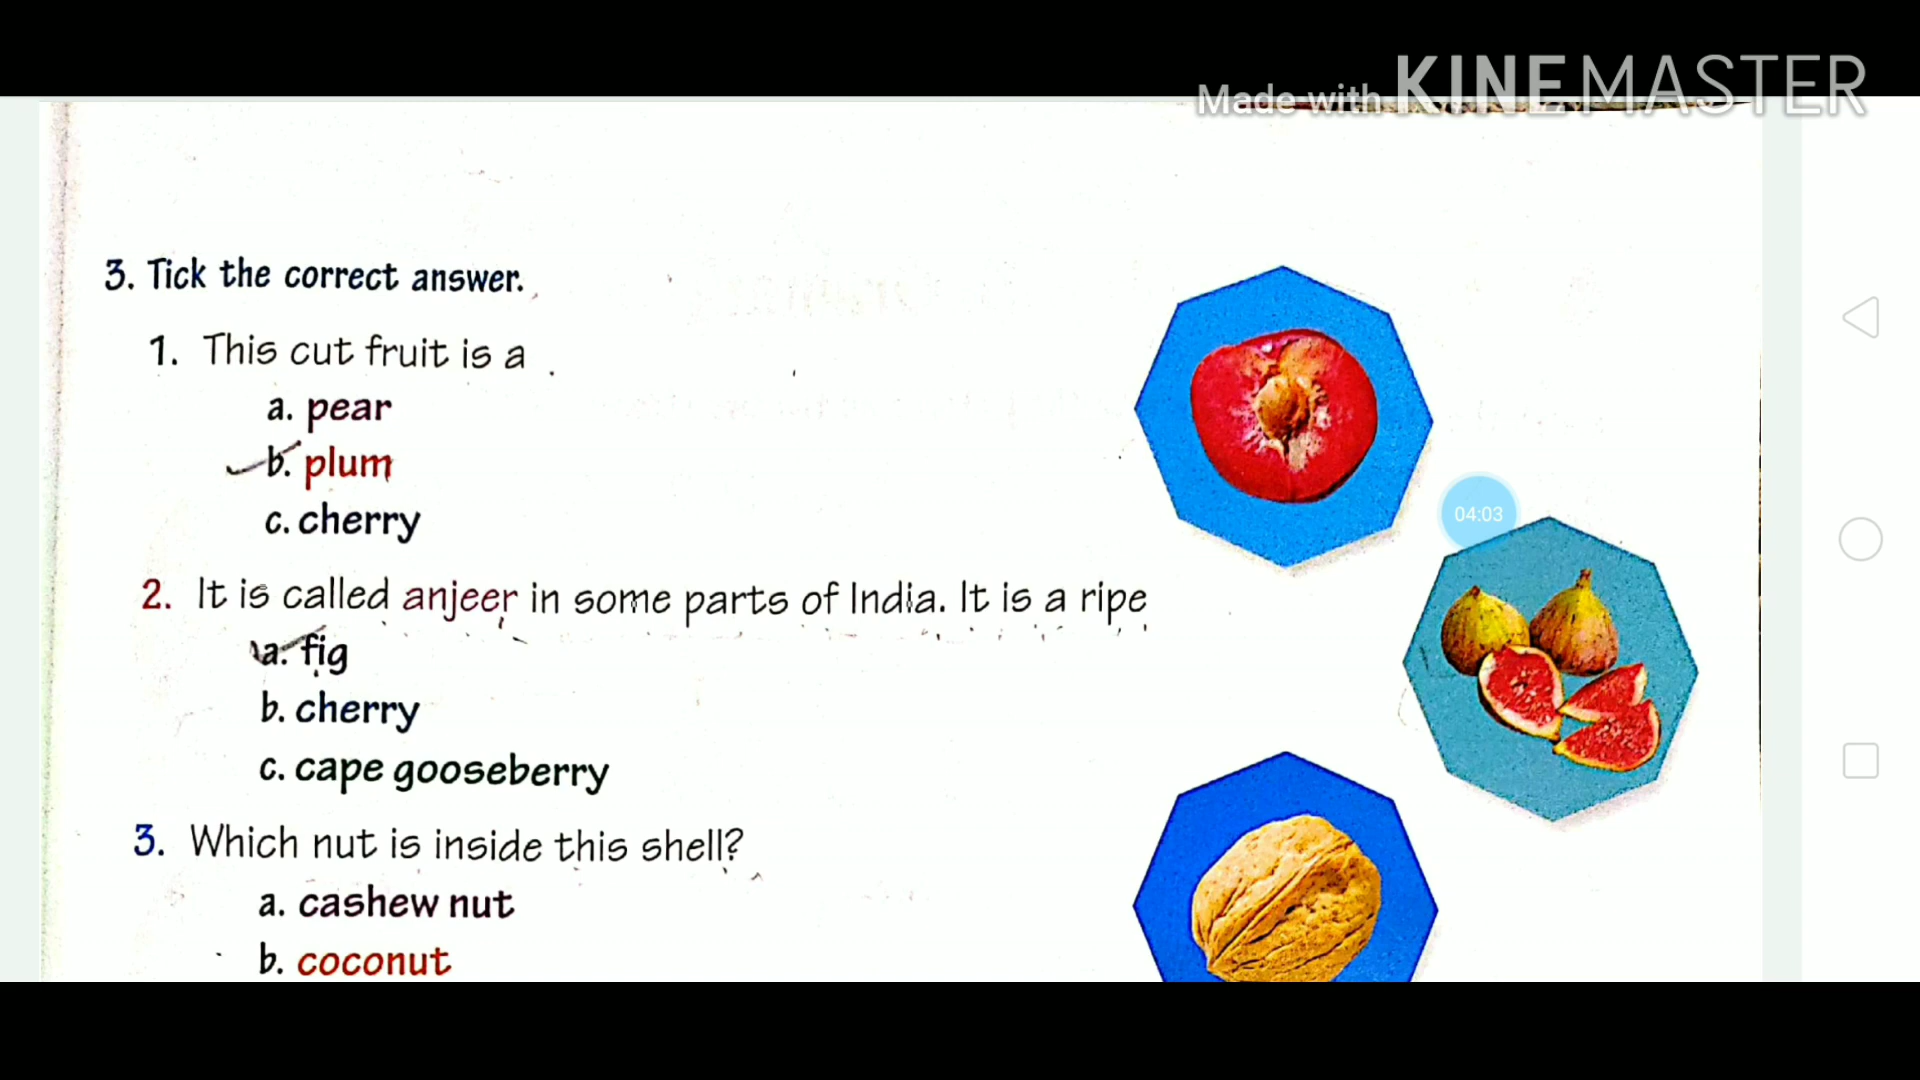 Made with KINEMASTER
3. Tick the correct answer.
1. This cut fruit is a
a. pear
b. plum
c. cherry
04:03
2. It is called anjeer in some parts of India. It is a ripe
a. fig
b. cherry
c. cape gooseberry
3. Which nut is inside this shell?
a. cashew nut
b. coconut